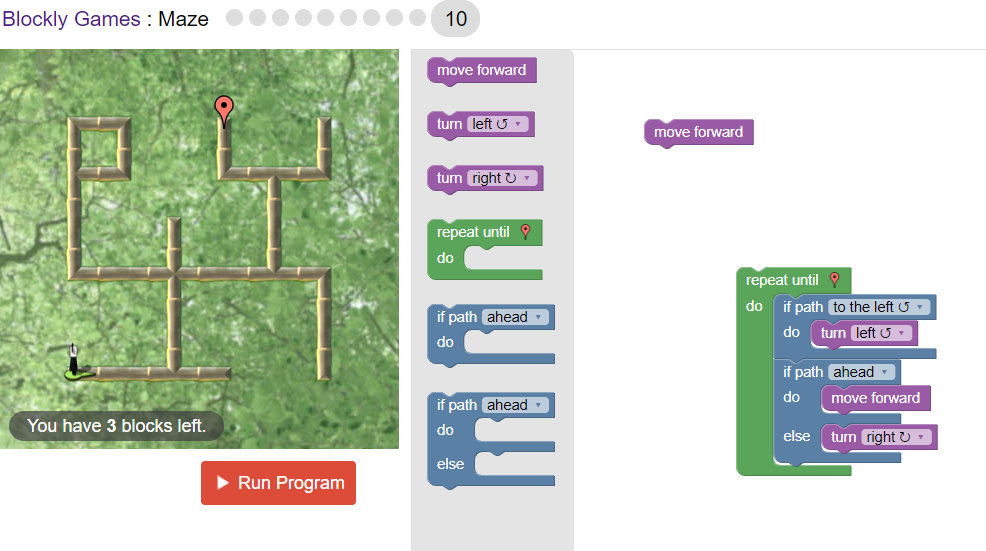 Blockly Games : Maze 10
move forward
turn left ↺ ▾
turn right ↻ ▾
repeat until
do
if path ahead ▾
do
if path ahead ▾
do
else
You have 3 blocks left.
Run Program
move forward
repeat until
do if path to the left ↺ ▾
do turn left ↺ ▾
if path ahead ▾
do move forward
else turn right ↻ ▾